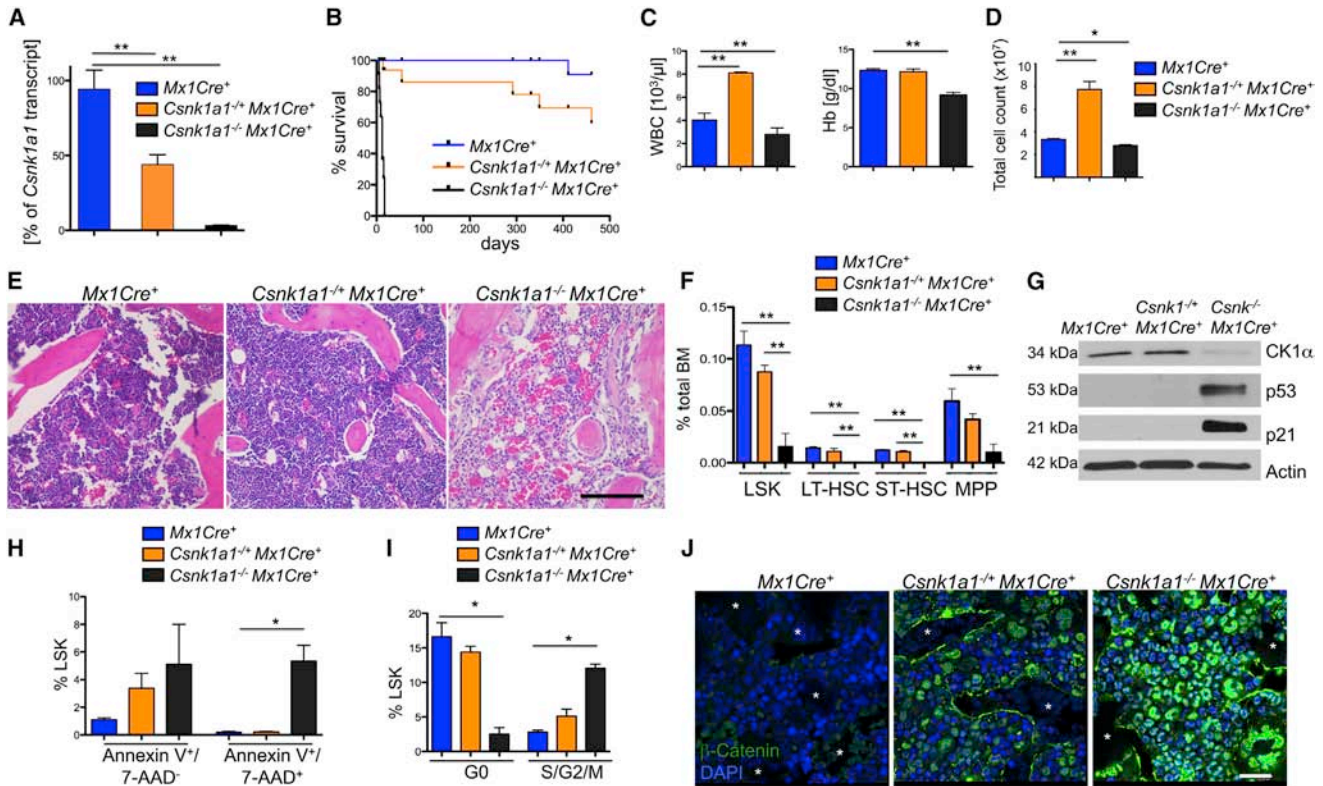 A
[% of Csnk1a1 transcript]
100
50
0
**
**
Mx1Cre⁺
Csnk1a1⁻/⁺ Mx1Cre⁺
Csnk1a1⁻/⁻ Mx1Cre⁺
B
% survival
100
80
60
40
20
0
0 100 200 300 400 500
days
Mx1Cre⁺
Csnk1a1⁻/⁺ Mx1Cre⁺
Csnk1a1⁻/⁻ Mx1Cre⁺
C
WBC [10³/µl]
10
8
6
4
2
0
**
**
Hb [g/dl]
15
10
5
0
**
D
Total cell count (x10⁷)
10
8
6
4
2
*
**
Mx1Cre⁺
Csnk1a1⁻/⁺ Mx1Cre⁺
Csnk1a1⁻/⁻ Mx1Cre⁺
E
Mx1Cre⁺ Csnk1a1⁻/⁺ Mx1Cre⁺ Csnk1a1⁻/⁻ Mx1Cre⁺
F
Mx1Cre⁺
Csnk1a1⁻/⁺ Mx1Cre⁺
Csnk1a1⁻/⁻ Mx1Cre⁺
% total BM
0.15
0.10
0.05
0.00
**
**
**
**
**
**
**
LSK LT-HSC ST-HSC MPP
G
Mx1Cre⁺ Csnk1⁻/⁺ Mx1Cre⁺ Csnk⁻/⁻ Mx1Cre⁺
34 kDa CK1α
53 kDa p53
21 kDa p21
42 kDa Actin
H
Mx1Cre⁺
Csnk1a1⁻/⁺ Mx1Cre⁺
Csnk1a1⁻/⁻ Mx1Cre⁺
% LSK
10
8
6
4
2
0
*
Annexin V⁺/ Annexin V⁺/
7-AAD⁻ 7-AAD⁺
I
Mx1Cre⁺
Csnk1a1⁻/⁺ Mx1Cre⁺
Csnk1a1⁻/⁻ Mx1Cre⁺
% LSK
20
15
10
5
0
*
*
G0 S/G2/M
J
Mx1Cre⁺ Csnk1a1⁻/⁺ Mx1Cre⁺ Csnk1a1⁻/⁻ Mx1Cre⁺
β-Catenin
DAPI